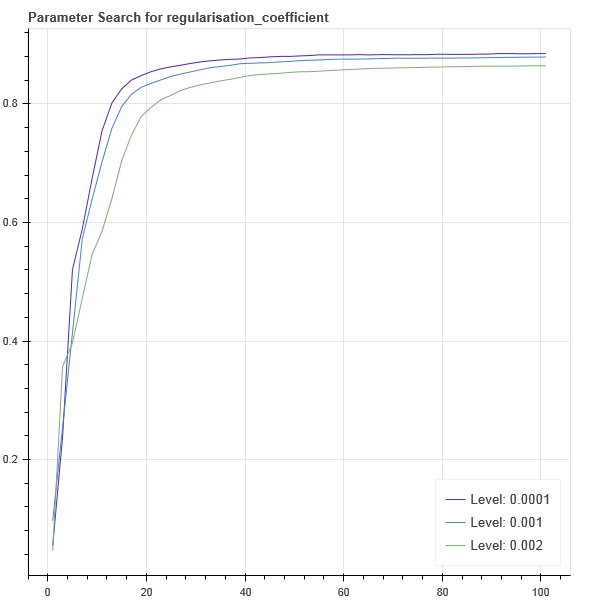 Parameter Search for regularisation_coefficient
0.8
0.6
0.4
0.2
Level: 0.0001
Level: 0.001
Level: 0.002
0 20 40 60 80 100